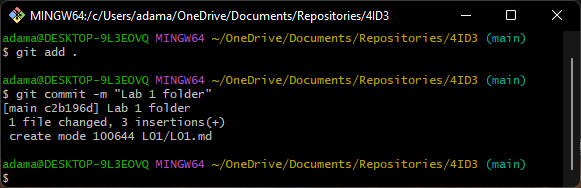 MINGW64:/c/Users/adama/OneDrive/Documents/Repositories/4ID3
adama@DESKTOP-9L3EOVQ MINGW64 ~/OneDrive/Documents/Repositories/4ID3 (main)
$ git add .
adama@DESKTOP-9L3EOVQ MINGW64 ~/OneDrive/Documents/Repositories/4ID3 (main)
$ git commit -m "Lab 1 folder"
[main c2b196d] Lab 1 folder
 1 file changed, 3 insertions(+)
 create mode 100644 L01/L01.md
adama@DESKTOP-9L3EOVQ MINGW64 ~/OneDrive/Documents/Repositories/4ID3 (main)
$